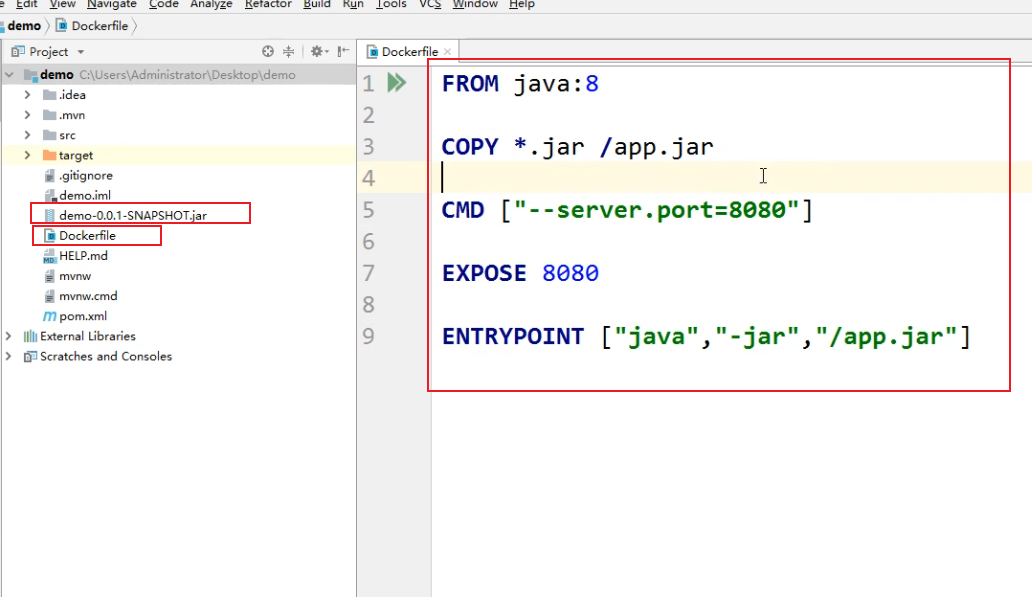 Edit View Navigate Code Analyze Refactor Build Run Tools VCS Window Help
demo Dockerfile
Project
Dockerfile
demo C:\Users\Administrator\Desktop\demo
.idea
.mvn
src
target
.gitignore
demo.iml
demo-0.0.1-SNAPSHOT.jar
Dockerfile
HELP.md
mvnw
mvnw.cmd
pom.xml
External Libraries
Scratches and Consoles
1 FROM java:8
2
3 COPY *.jar /app.jar
4
5 CMD ["--server.port=8080"]
6
7 EXPOSE 8080
8
9 ENTRYPOINT ["java","-jar","/app.jar"]